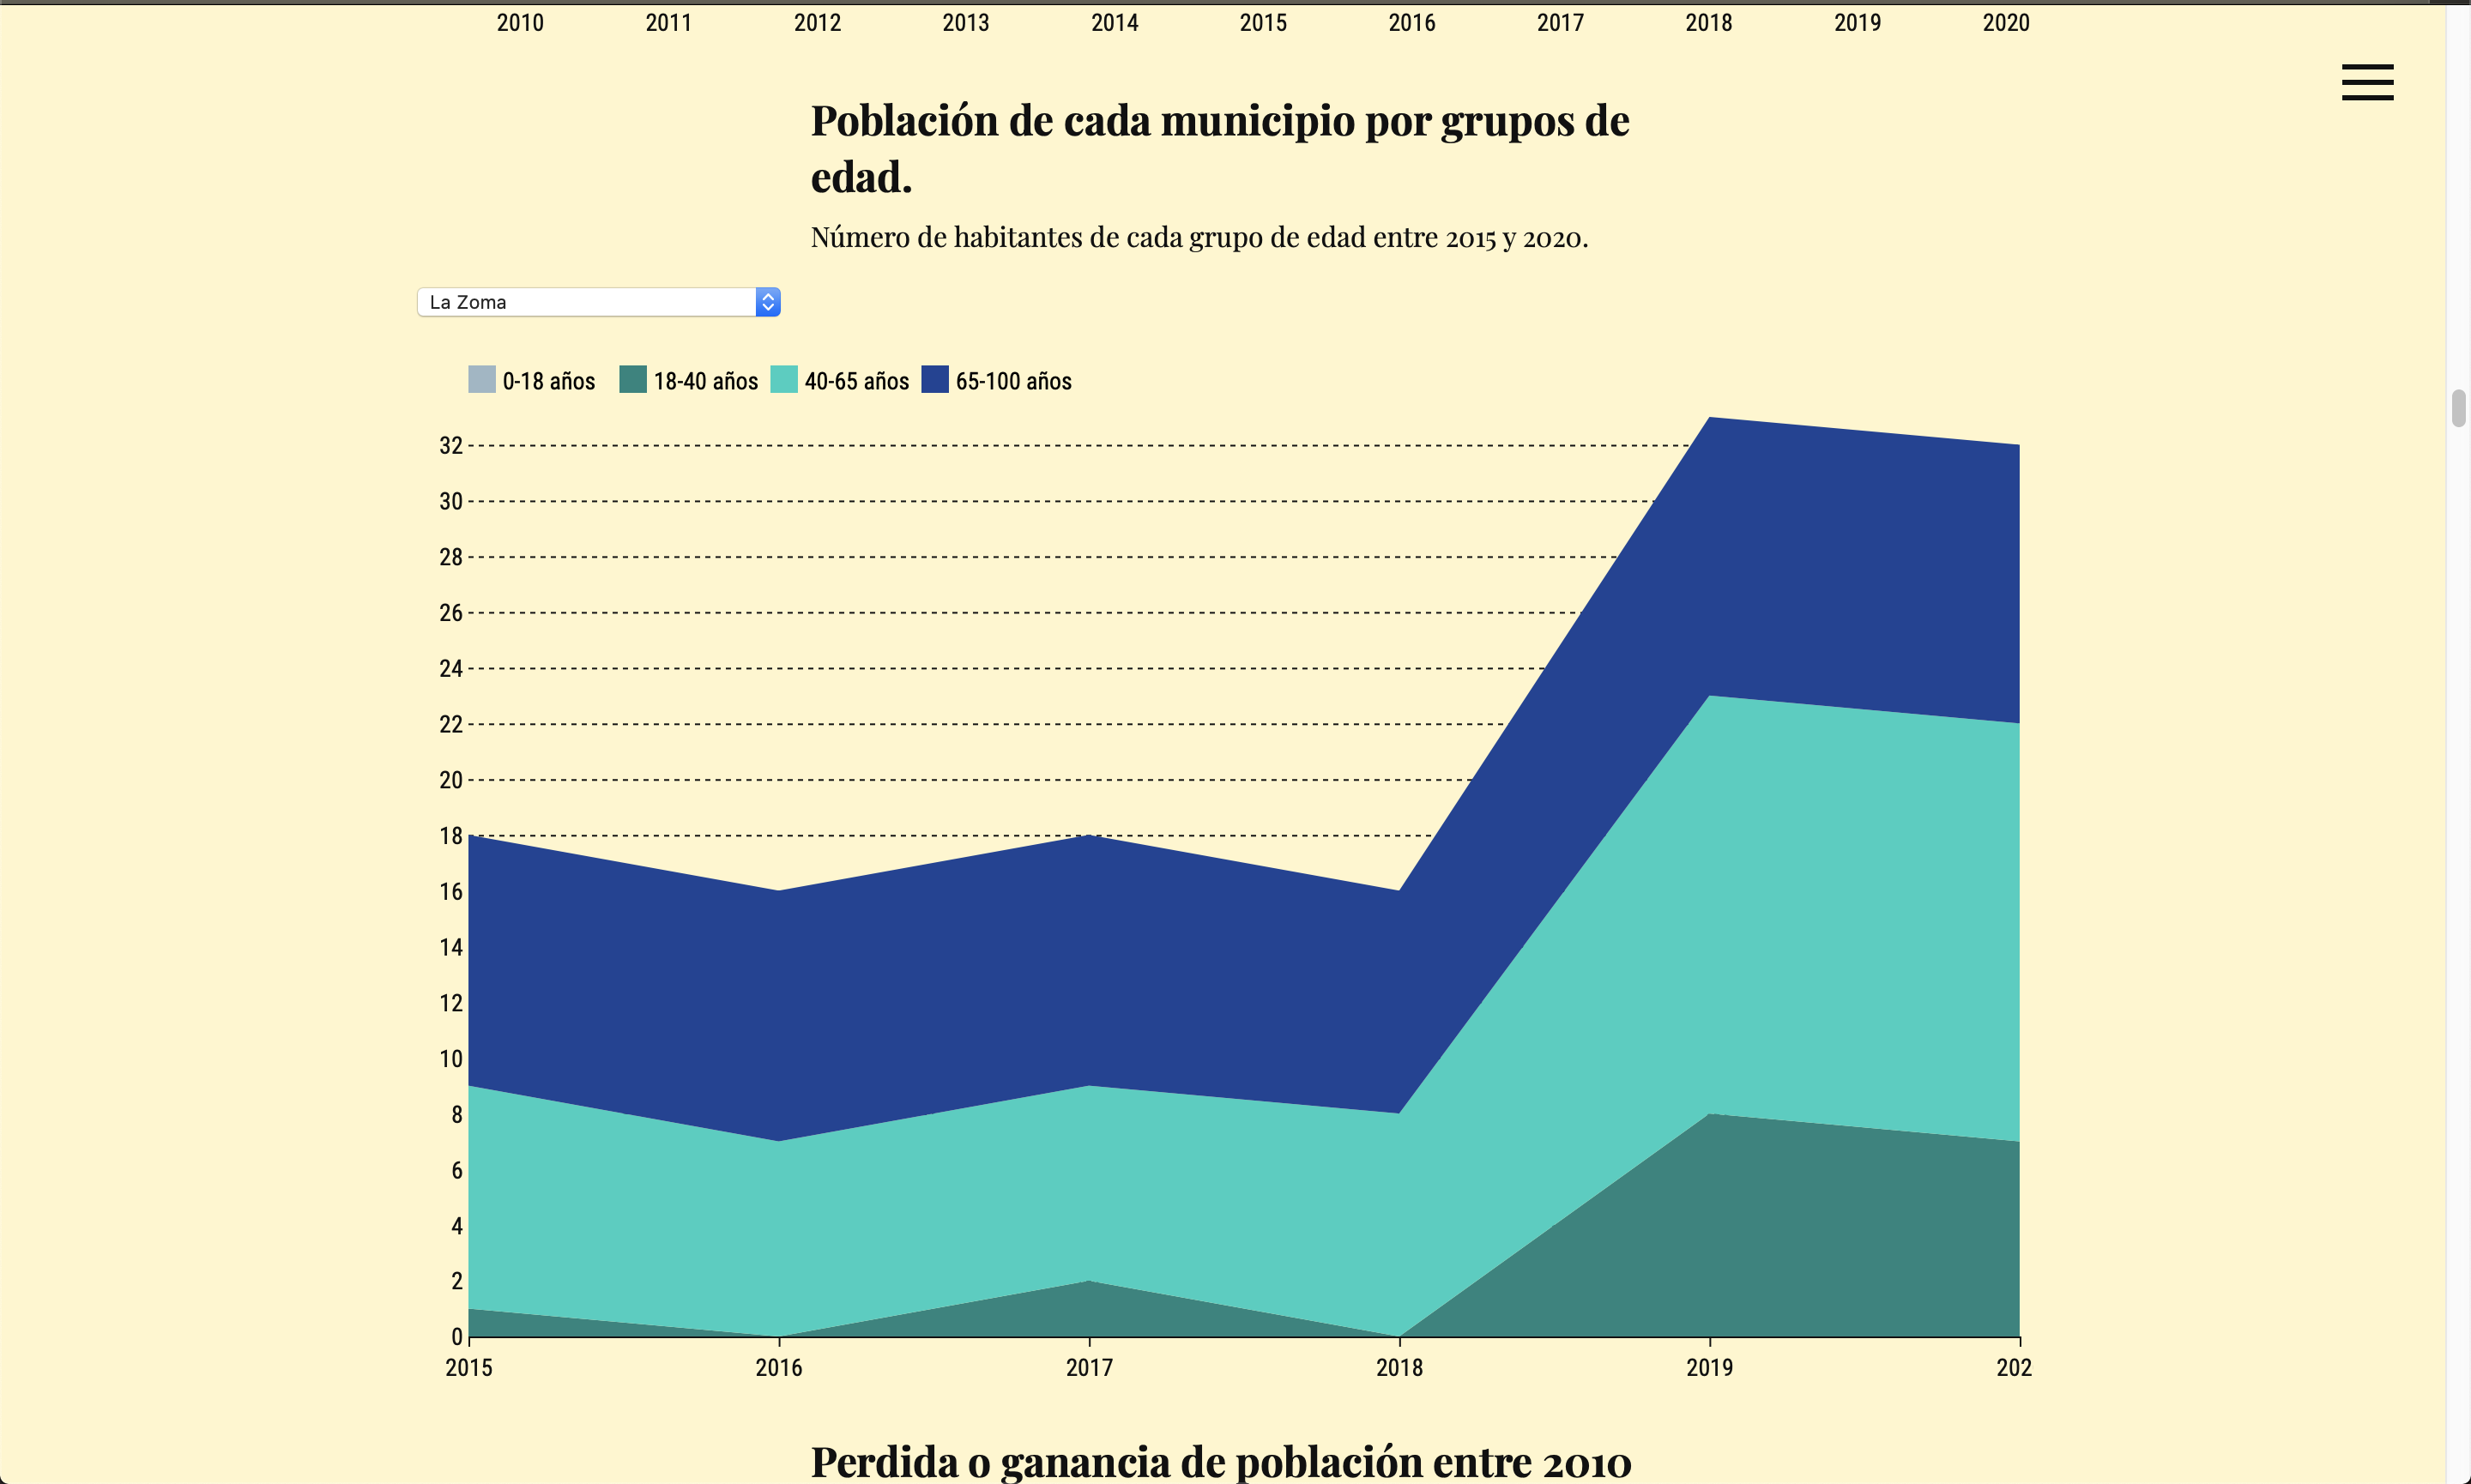 2010 2011 2012 2013 2014 2015 2016 2017 2018 2019 2020
Población de cada municipio por grupos de
edad.
Número de habitantes de cada grupo de edad entre 2015 y 2020.
La Zoma
0-18 años 18-40 años 40-65 años 65-100 años
32
30
28
26
24
22
20
18
16
14
12
10
8
6
4
2
0
2015 2016 2017 2018 2019 202
Perdida o ganancia de población entre 2010